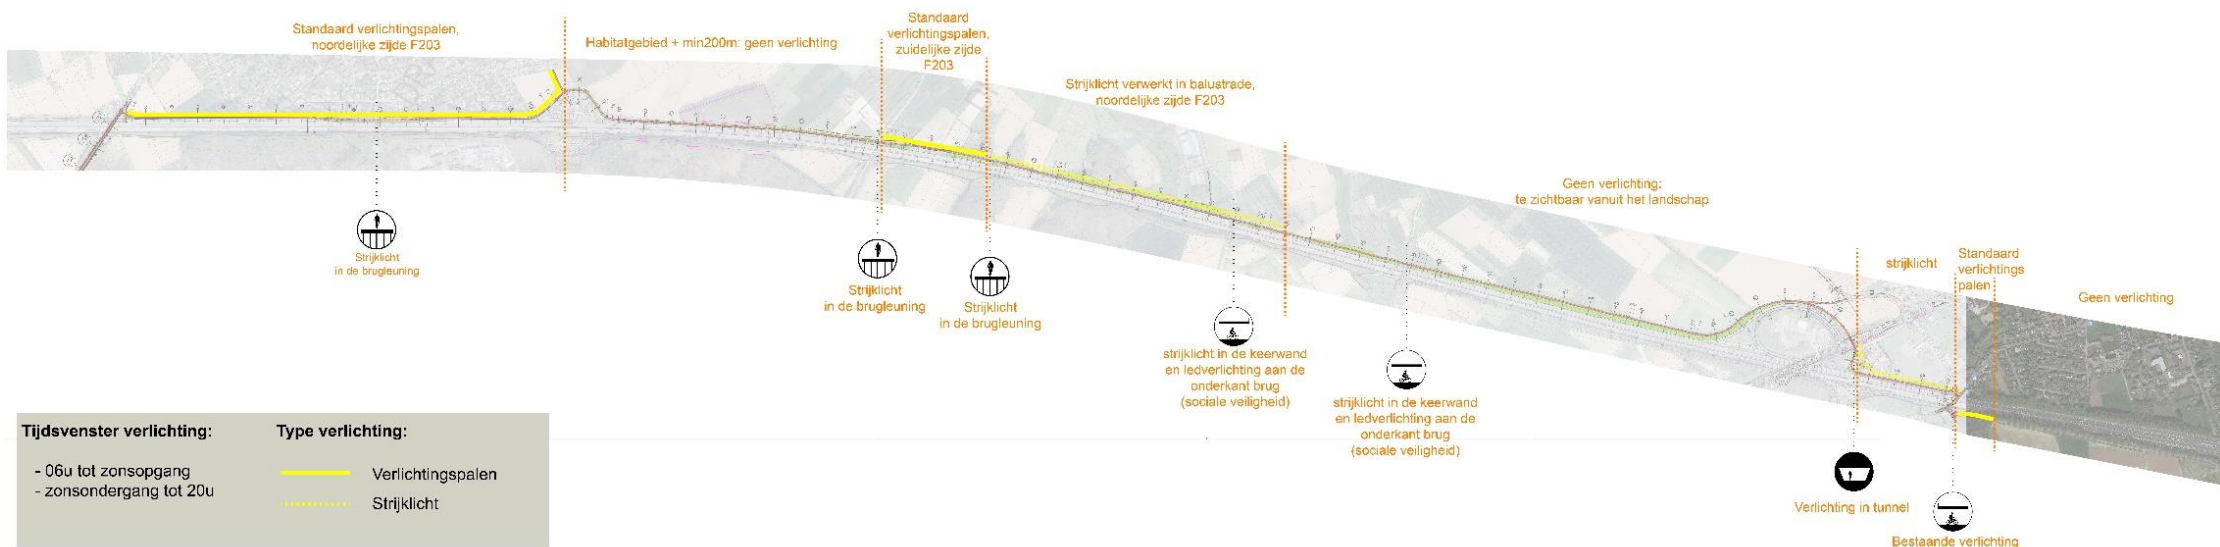 Standaard verlichtingspalen,
noordelijke zijde F203
Habitatgebied + min200m: geen verlichting
Standaard
verlichtingspalen,
zuidelijke zijde
F203
Strijklicht verwerkt in balustrade,
noordelijke zijde F203
Geen verlichting:
te zichtbaar vanuit het landschap
strijklicht
Standaard
verlichtings
palen
Geen verlichting
Strijklicht
in de brugleuning
Strijklicht
in de brugleuning
Strijklicht
in de brugleuning
strijklicht in de keerwand
en ledverlichting aan de
onderkant brug
(sociale veiligheid)
strijklicht in de keerwand
en ledverlichting aan de
onderkant brug
(sociale veiligheid)
Verlichting in tunnel
Bestaande verlichting
Tijdsvenster verlichting:
- 06u tot zonsopgang
- zonsondergang tot 20u
Type verlichting:
Verlichtingspalen
Strijklicht